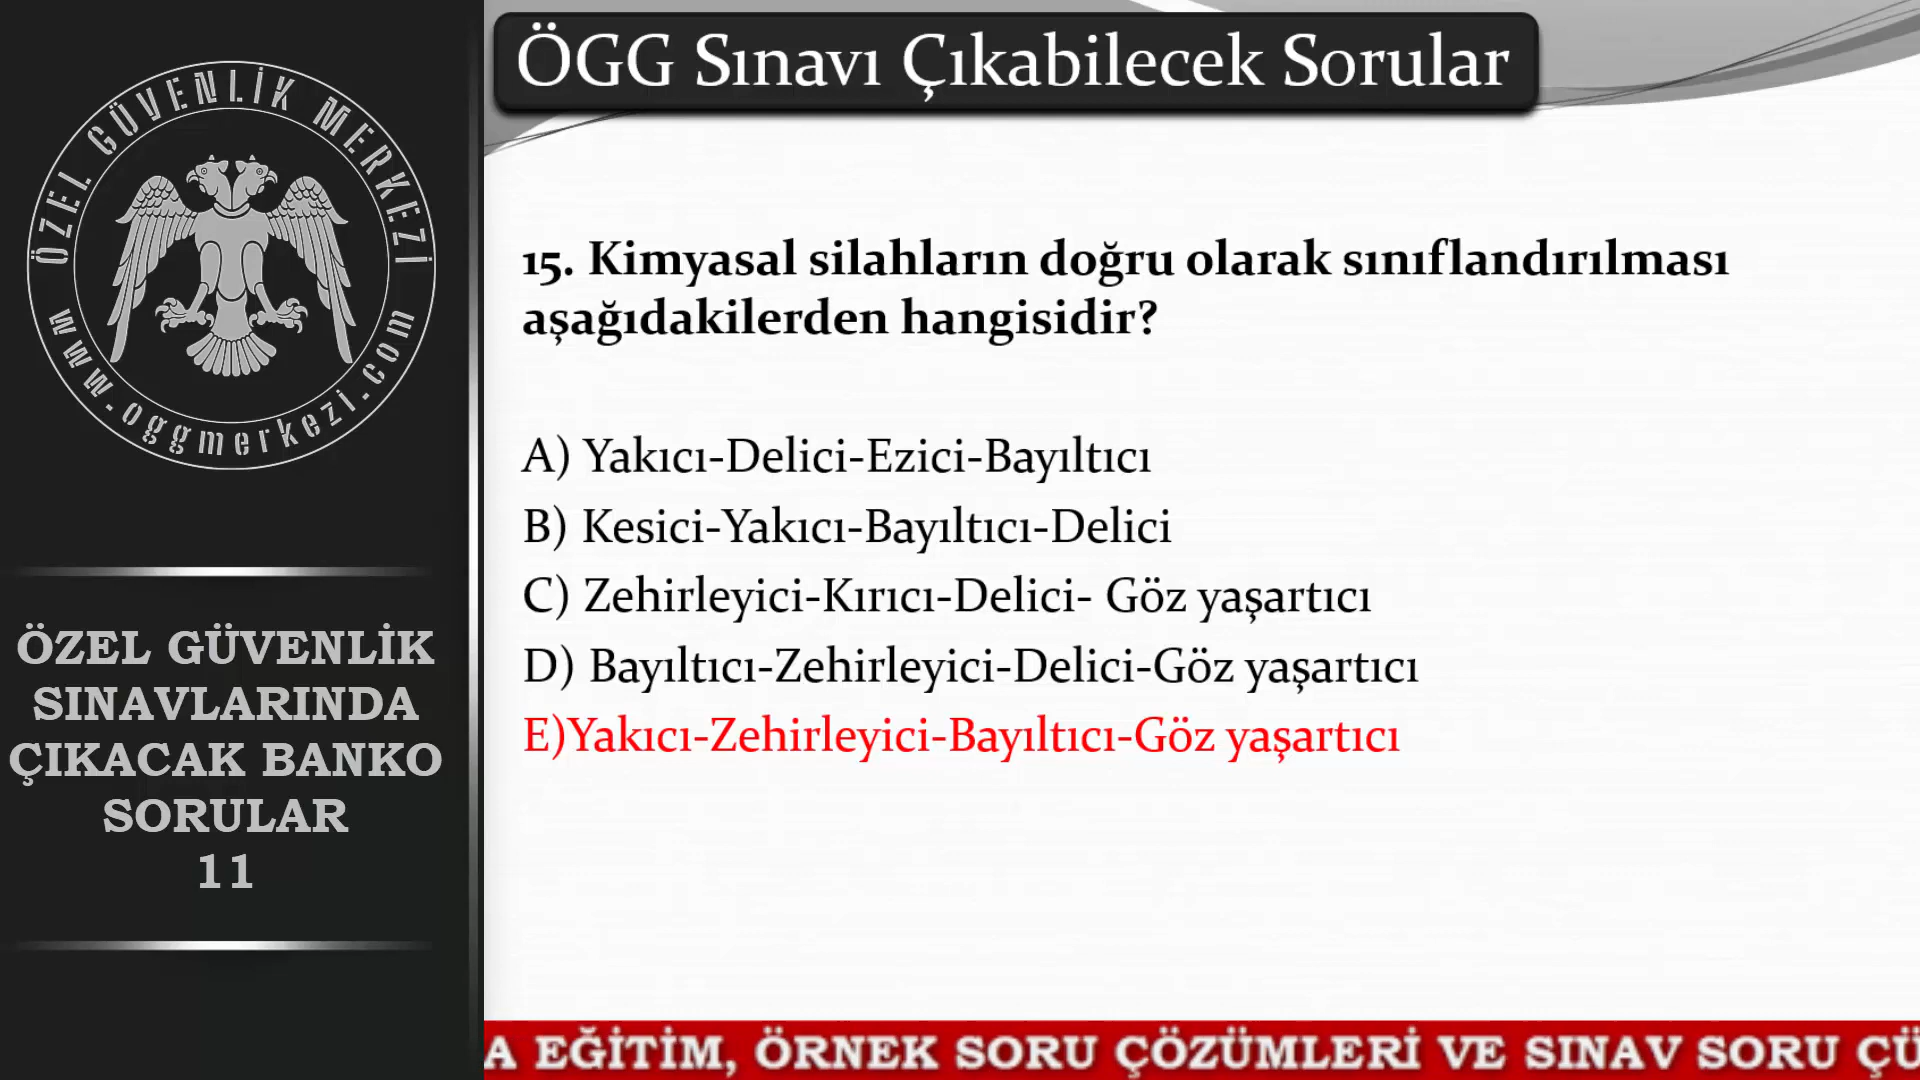 ÖGG Sınavı Çıkabilecek Sorular
ÖZEL GÜVENLİK MERKEZİ
www.oggmerkezi.com
ÖZEL GÜVENLİK
SINAVLARINDA
ÇIKACAK BANKO
SORULAR
11
15. Kimyasal silahların doğru olarak sınıflandırılması
aşağıdakilerden hangisidir?
A) Yakıcı-Delici-Ezici-Bayıltıcı
B) Kesici-Yakıcı-Bayıltıcı-Delici
C) Zehirleyici-Kırıcı-Delici- Göz yaşartıcı
D) Bayıltıcı-Zehirleyici-Delici-Göz yaşartıcı
E)Yakıcı-Zehirleyici-Bayıltıcı-Göz yaşartıcı
A EĞİTİM, ÖRNEK SORU ÇÖZÜMLERİ VE SINAV SORU ÇÜ